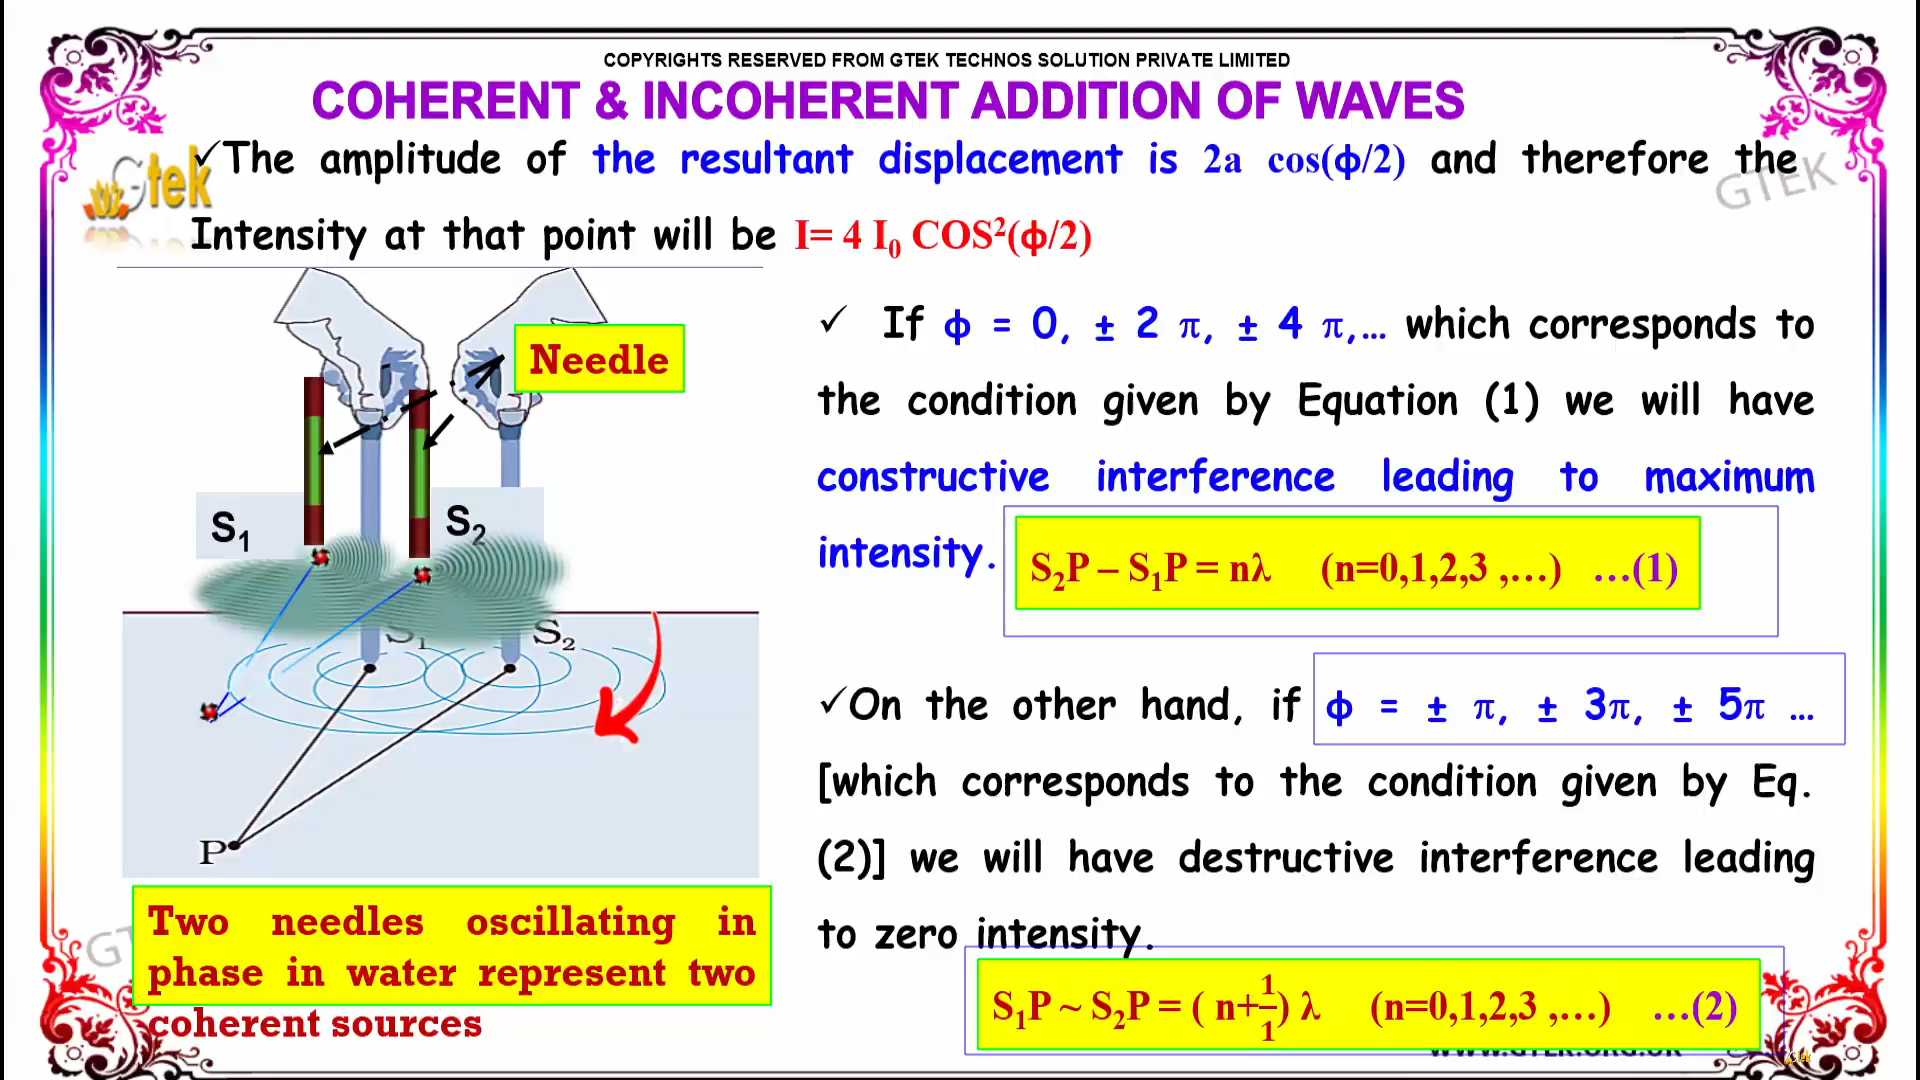 COPYRIGHTS RESERVED FROM GTEK TECHNOS SOLUTION PRIVATE LIMITED
COHERENT & INCOHERENT ADDITION OF WAVES
Gtek
GTEK
✓The amplitude of the resultant displacement is 2a cos(ϕ/2) and therefore the
Intensity at that point will be I= 4 I₀ COS²(ϕ/2)
Needle
S₁
S₂
S₁
S₂
P
✓ If ϕ = 0, ± 2 π, ± 4 π,... which corresponds to
the condition given by Equation (1) we will have
constructive interference leading to maximum
intensity.
S₂P – S₁P = nλ (n=0,1,2,3 ,…) …(1)
✓On the other hand, if ϕ = ± π, ± 3π, ± 5π …
[which corresponds to the condition given by Eq.
(2)] we will have destructive interference leading
to zero intensity.
S₁P ~ S₂P = ( n+1/1) λ (n=0,1,2,3 ,…) …(2)
Two needles oscillating in
phase in water represent two
coherent sources
WWW.GTEK.ORG.UK